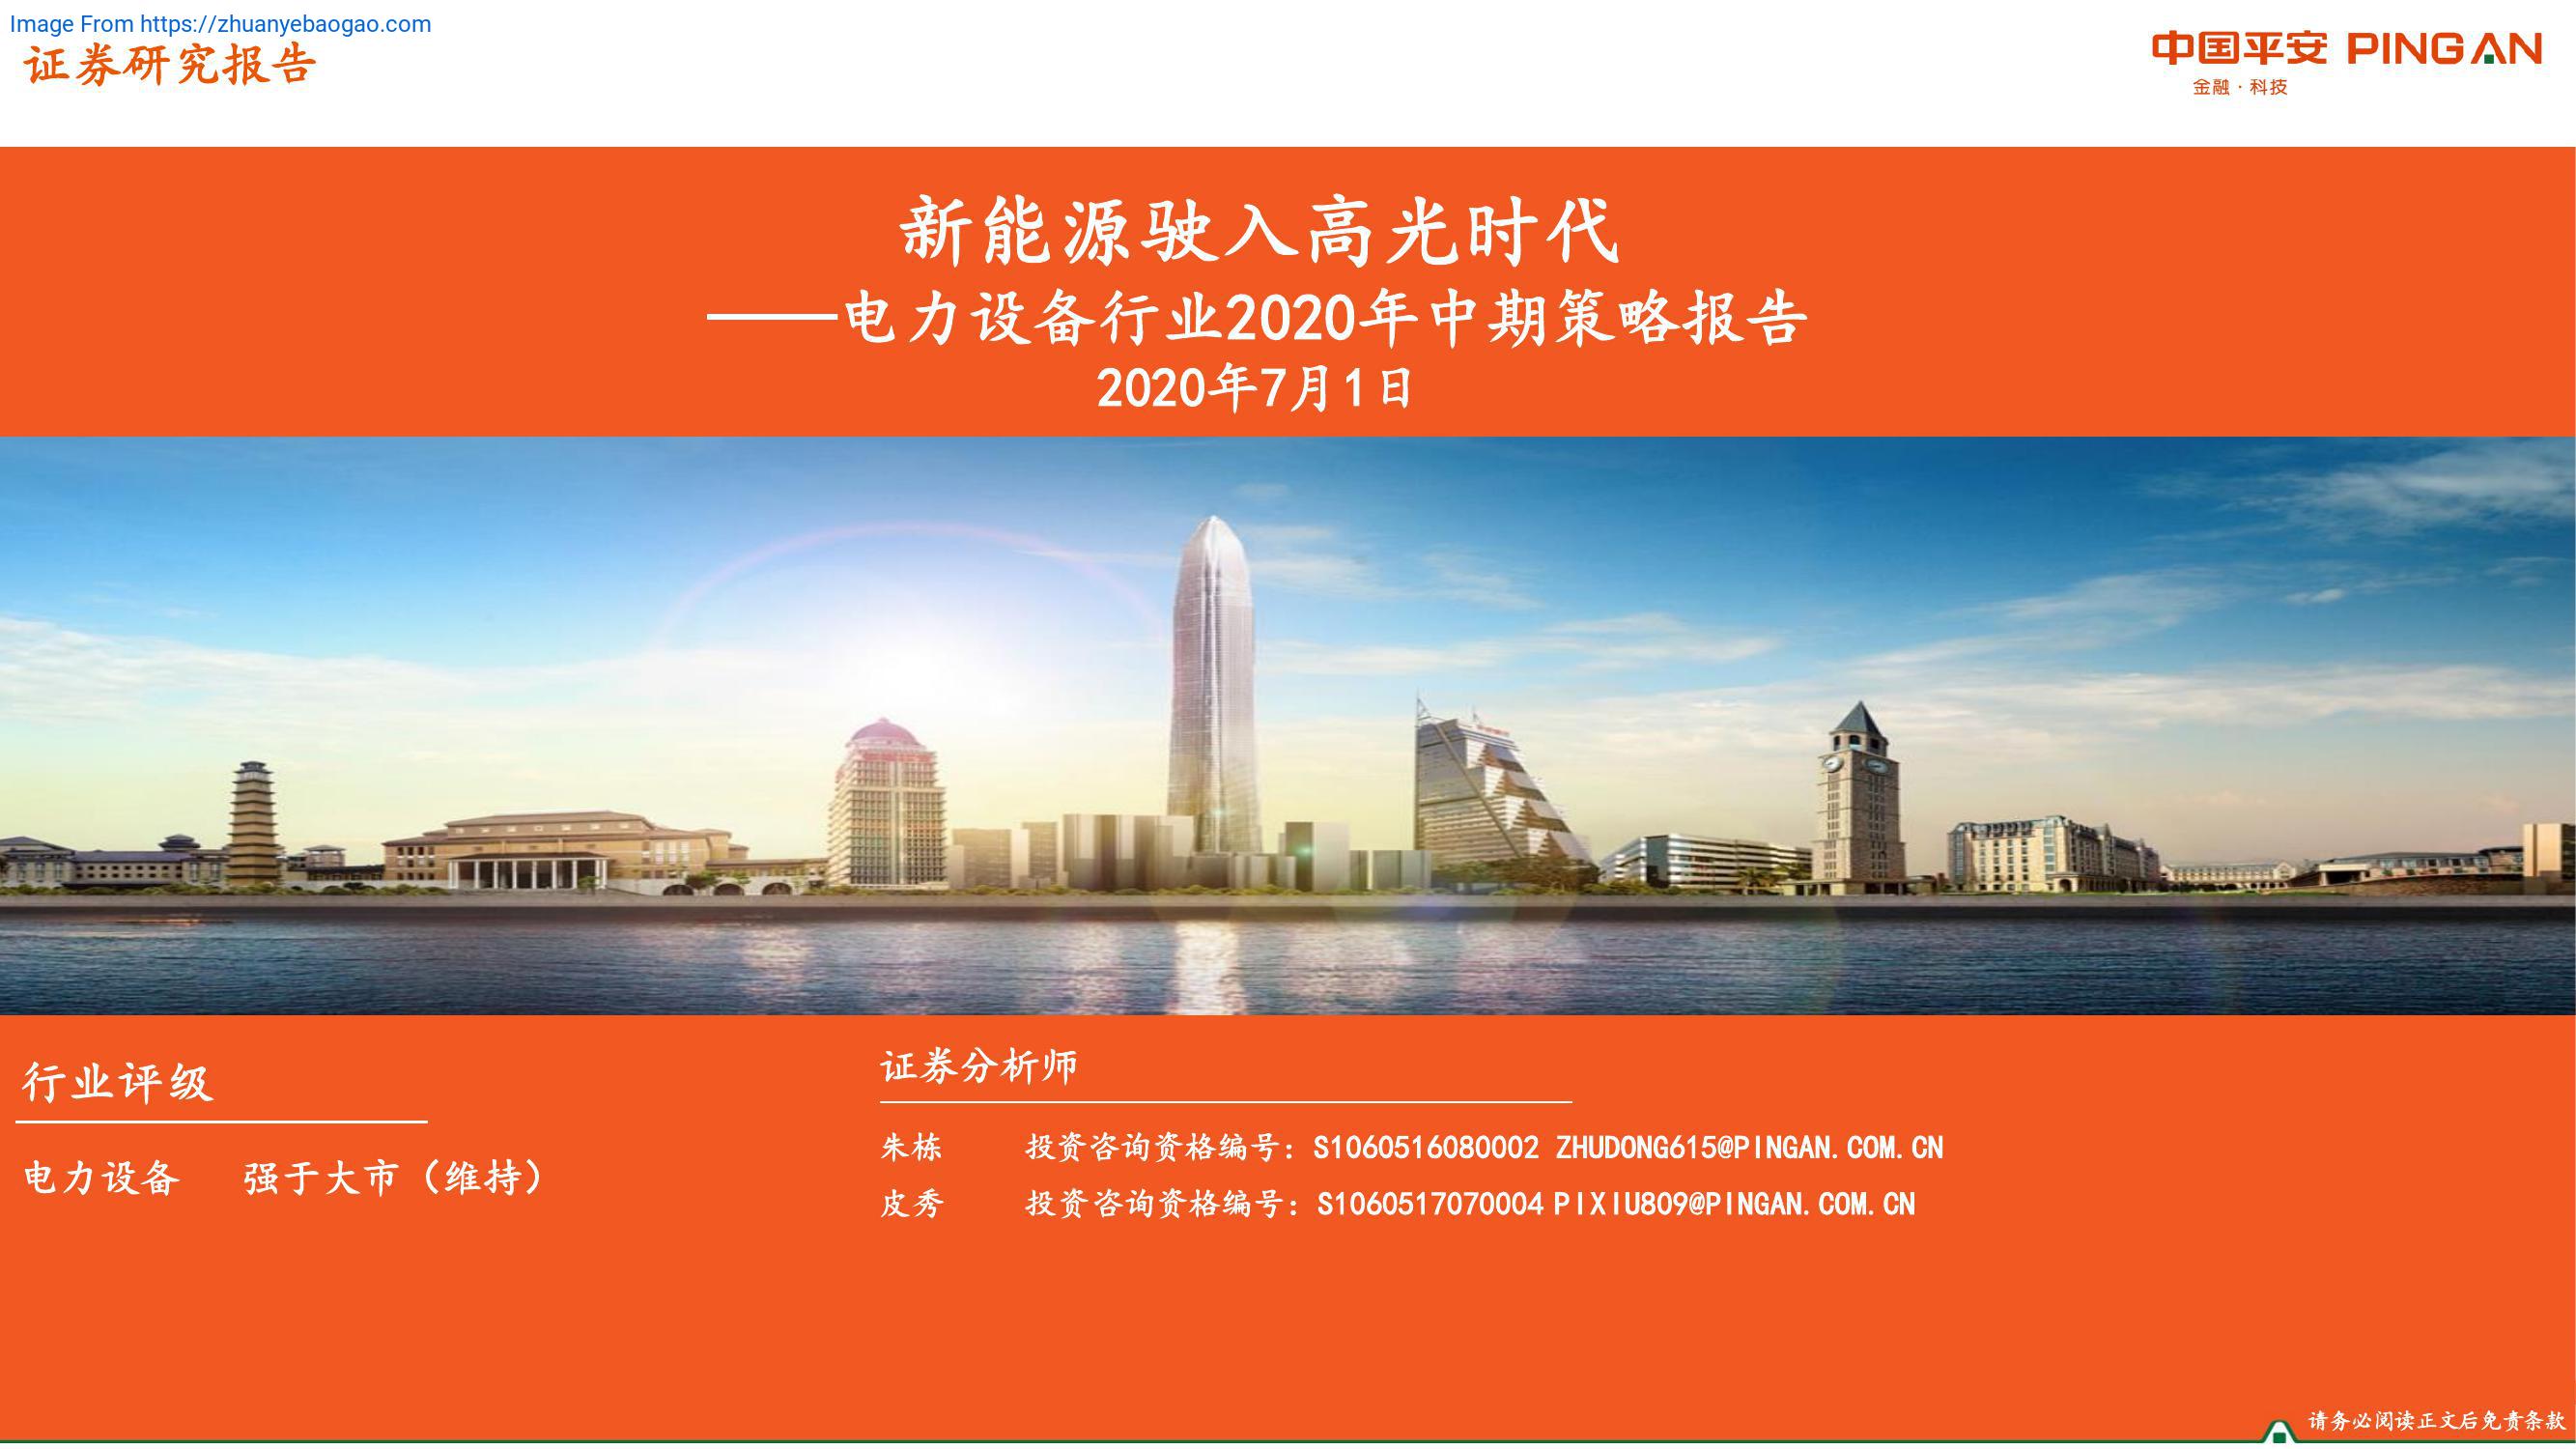 Image From https://zhuanyebaogao.com
证券研究报告
中国平安 PINGAN
金融·科技
新能源驶入高光时代
——电力设备行业2020年中期策略报告
2020年7月1日
行业评级
电力设备 强于大市（维持）
证券分析师
朱栋 投资咨询资格编号：S1060516080002 ZHUDONG615@PINGAN.COM.CN
皮秀 投资咨询资格编号：S1060517070004 PIXIU809@PINGAN.COM.CN
请务必阅读正文后免责条款